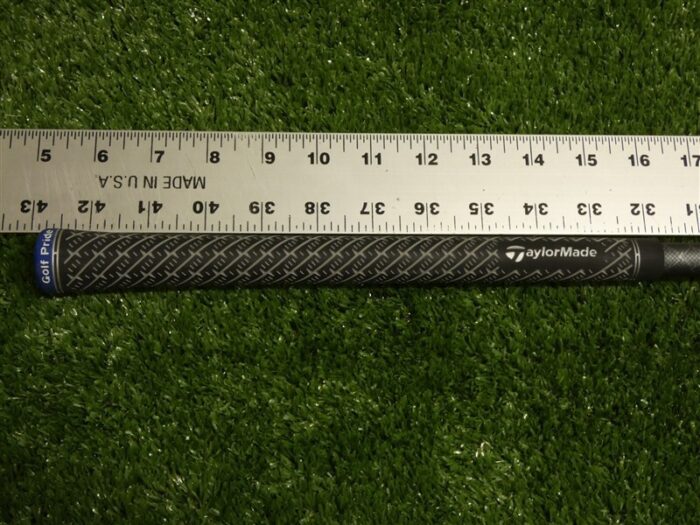 5 6 7 8 9 10 11 12 13 14 15 16 17
MADE IN U.S.A.
43 42 41 40 39 38 37 36 35 34 33 32 31
Golf Pride
TaylorMade